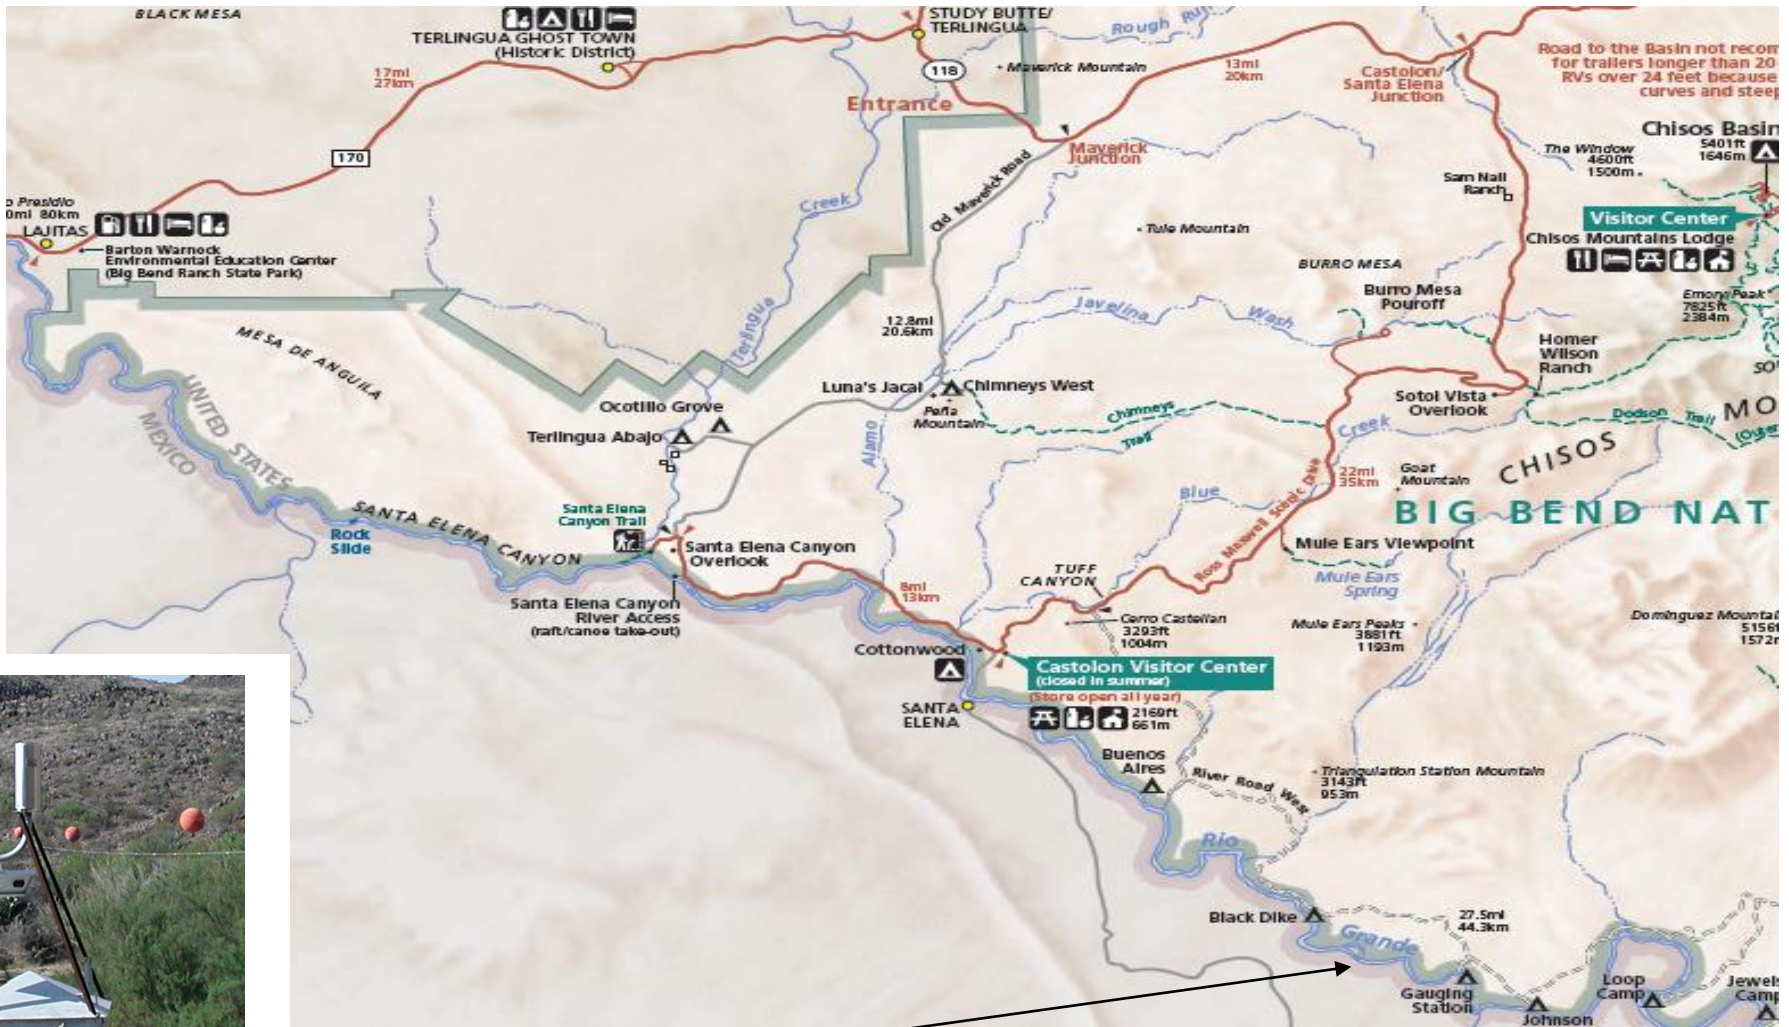 BLACK MESA
TERLINGUA GHOST TOWN
(Historic District)
STUDY BUTTE/
TERLINGUA
Rough Run
118
Maverick Mountain
13mi
20km
Castolon/
Santa Elena
Junction
Road to the Basin not recom
for trailers longer than 20
RVs over 24 feet because
curves and steep
17mi
27km
Entrance
Maverick
Junction
Chisos Basin
5401ft
1646m
The Window
4600ft
1500m
170
Old Maverick Road
Sam Nail
Ranch
o Presidio
0mi 80km
LAJITAS
Creek
Tule Mountain
Visitor Center
Chisos Mountains Lodge
Barton Warnock
Environmental Education Center
(Big Bend Ranch State Park)
BURRO MESA
Burro Mesa
Pouroff
Emory Peak
7825ft
2384m
Terlingua
12.8mi
20.6km
Javelina Wash
MESA DE ANGUILA
Homer
Wilson
Ranch
SO
UNITED STATES
MEXICO
Luna's Jacal
Chimneys West
Peña
Mountain
Sotol Vista
Overlook
MO
Ocotillo Grove
Terlingua Abajo
Chimneys
Trail
Creek
Dodson Trail
(Outer
Alamo
CHISOS
22mi
35km
Goat
Mountain
Blue
Ross Maxwell Scenic Drive
BIG BEND NAT
Santa Elena
Canyon Trail
SANTA ELENA CANYON
Rock
Slide
Santa Elena Canyon
Overlook
Mule Ears Viewpoint
TUFF
CANYON
Mule Ears
Spring
8mi
13km
Santa Elena Canyon
River Access
(raft/canoe take-out)
Cerro Castellan
3293ft
1004m
Mule Ears Peaks
3881ft
1193m
Dominguez Mountai
5156f
1572m
Cottonwood
Castolon Visitor Center
(closed in summer)
(Store open all year)
2169ft
661m
SANTA
ELENA
Buenos
Aires
River Road West
Triangulation Station Mountain
3143ft
953m
Rio
Black Dike
27.5mi
44.3km
Grande
Gauging
Station
Loop
Camp
Jewels
Camp
Johnson